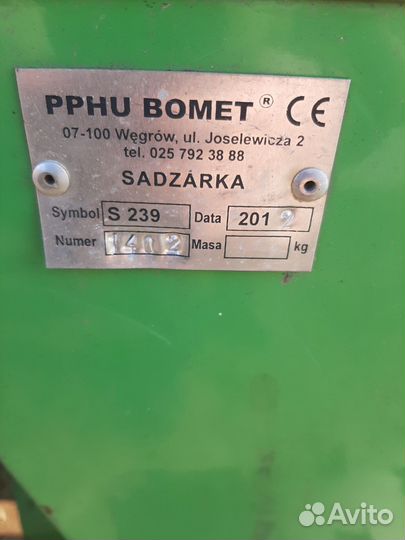 PPHU BOMET ® CE
07-100 Węgrów, ul. Joselewicza 2
tel. 025 792 38 88
SADZARKA
Symbol S 239 Data 2012
Numer 1402 Masa kg
Avito